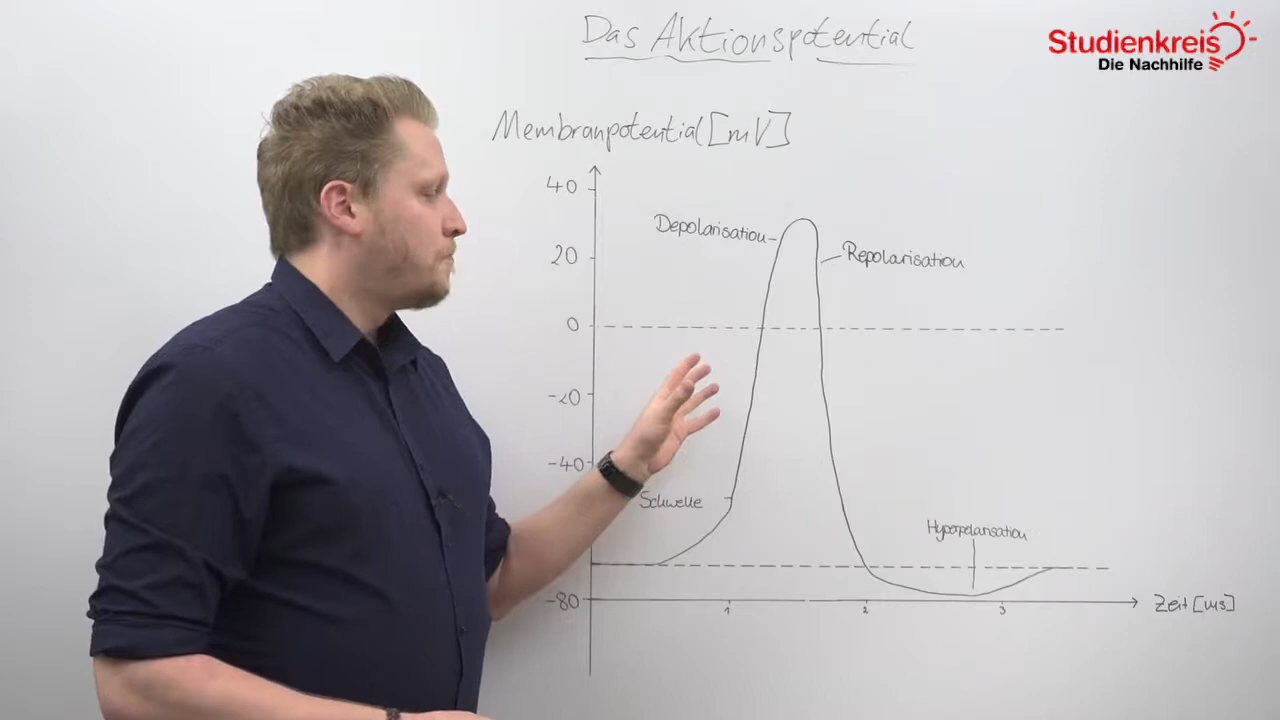 Das Aktionspotential
Studienkreis
Die Nachhilfe
Membranpotential [mV]
40
Depolarisation
20
Repolarisation
0
-20
-40
Schwelle
Hyperpolarisation
-80
1
2
3
Zeit [ms]